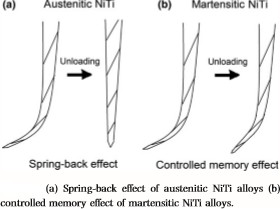 (a) Austenitic NiTi (b) Martensitic NiTi
Unloading Unloading
Spring-back effect Controlled memory effect
(a) Spring-back effect of austenitic NiTi alloys (b)
controlled memory effect of martensitic NiTi alloys.